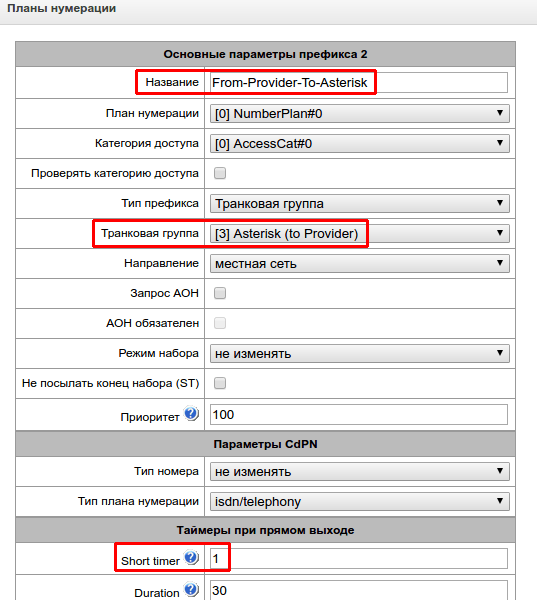 Планы нумерации
Основные параметры префикса 2
Название From-Provider-To-Asterisk
План нумерации [0] NumberPlan#0
Категория доступа [0] AccessCat#0
Проверять категорию доступа
Тип префикса Транковая группа
Транковая группа [3] Asterisk (to Provider)
Направление местная сеть
Запрос АОН
АОН обязателен
Режим набора не изменять
Не посылать конец набора (ST)
Приоритет ? 100
Параметры CdPN
Тип номера не изменять
Тип плана нумерации isdn/telephony
Таймеры при прямом выходе
Short timer ? 1
Duration ? 30